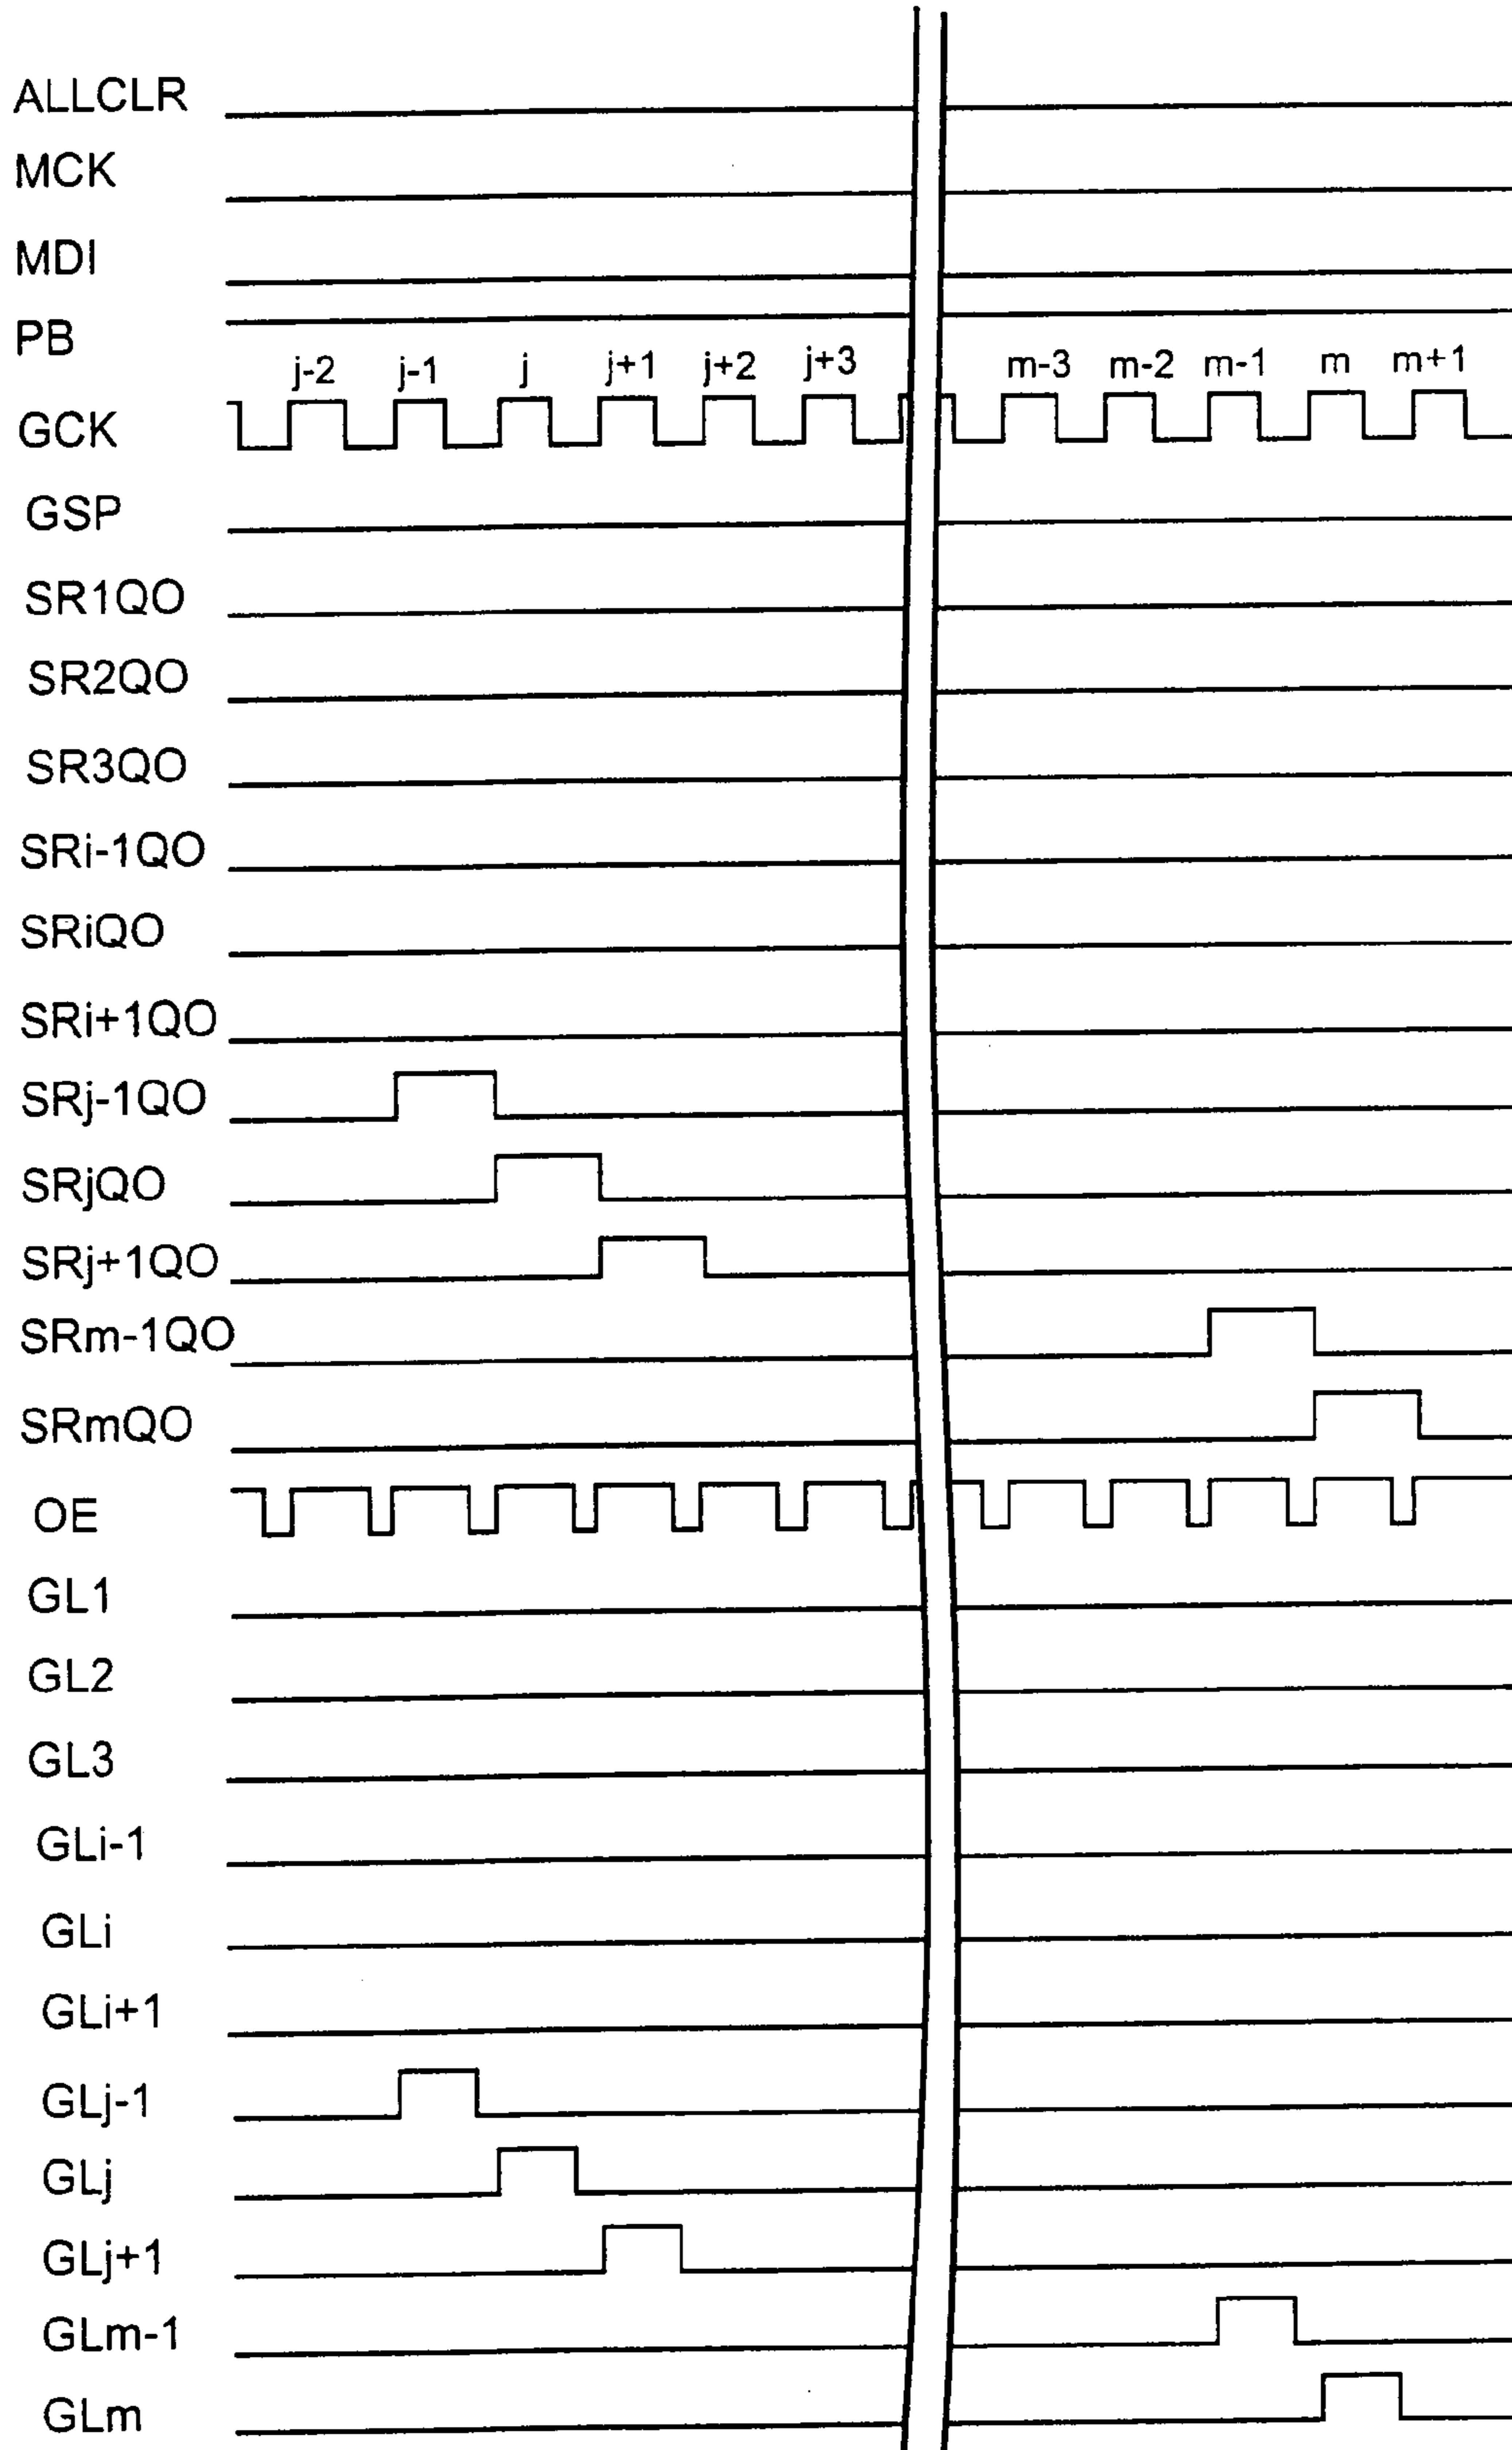 ALLCLR
MCK
MDI
PB
j-2 j-1 j j+1 j+2 j+3 m-3 m-2 m-1 m m+1
GCK
GSP
SR1QO
SR2QO
SR3QO
SRi-1QO
SRiQO
SRi+1QO
SRj-1QO
SRjQO
SRj+1QO
SRm-1QO
SRmQO
OE
GL1
GL2
GL3
GLi-1
GLi
GLi+1
GLj-1
GLj
GLj+1
GLm-1
GLm